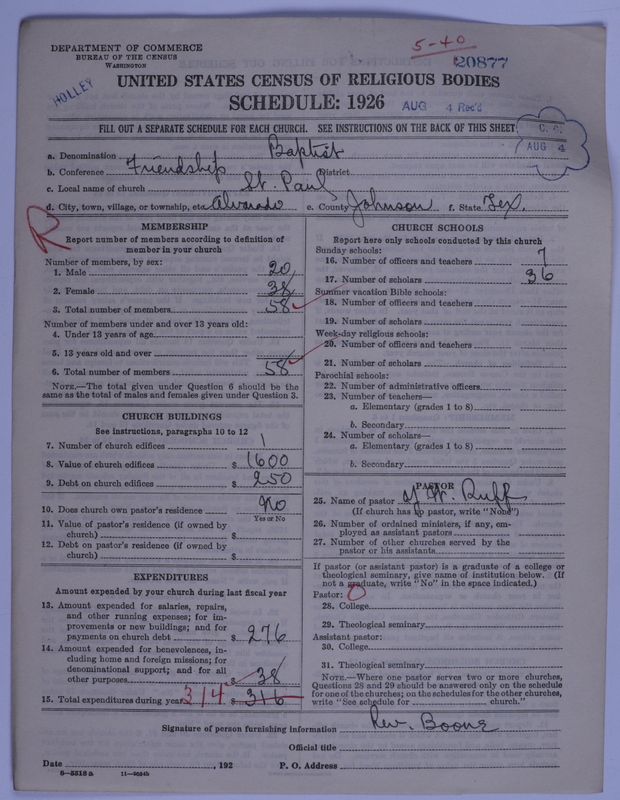 5-40
DEPARTMENT OF COMMERCE
BUREAU OF THE CENSUS
WASHINGTON
20877
HOLLEY
UNITED STATES CENSUS OF RELIGIOUS BODIES
SCHEDULE: 1926
AUG 4 Rec'd
FILL OUT A SEPARATE SCHEDULE FOR EACH CHURCH. SEE INSTRUCTIONS ON THE BACK OF THIS SHEET
C. C.
AUG 4
a. Denomination Baptist
b. Conference Friendship District
c. Local name of church St. Paul
d. City, town, village, or township, etc. Alvarado e. County Johnson f. State Tex.
R
MEMBERSHIP
Report number of members according to definition of
member in your church
Number of members, by sex:
1. Male 20
2. Female 38
3. Total number of members 58
Number of members under and over 13 years old:
4. Under 13 years of age
5. 13 years old and over
6. Total number of members 58
NOTE.—The total given under Question 6 should be the
same as the total of males and females given under Question 3.
CHURCH BUILDINGS
See instructions, paragraphs 10 to 12
7. Number of church edifices 1
8. Value of church edifices $ 1600
9. Debt on church edifices $ 250
10. Does church own pastor's residence No
Yes or No
11. Value of pastor's residence (if owned by
church) $
12. Debt on pastor's residence (if owned by
church) $
EXPENDITURES
Amount expended by your church during last fiscal year
13. Amount expended for salaries, repairs,
and other running expenses; for im-
provements or new buildings; and for
payments on church debt $ 276
14. Amount expended for benevolences, in-
cluding home and foreign missions; for
denominational support; and for all
other purposes $ 38
15. Total expenditures during year 314 $ 316
CHURCH SCHOOLS
Report here only schools conducted by this church
Sunday schools:
16. Number of officers and teachers 7
17. Number of scholars 36
Summer vacation Bible schools:
18. Number of officers and teachers
19. Number of scholars
Week-day religious schools:
20. Number of officers and teachers
21. Number of scholars
Parochial schools:
22. Number of administrative officers
23. Number of teachers—
a. Elementary (grades 1 to 8)
b. Secondary
24. Number of scholars—
a. Elementary (grades 1 to 8)
b. Secondary
PASTOR
25. Name of pastor W. Ruff
(If church has no pastor, write "None")
26. Number of ordained ministers, if any, em-
ployed as assistant pastors
27. Number of other churches served by the
pastor or his assistants
If pastor (or assistant pastor) is a graduate of a college or
theological seminary, give name of institution below. (If
not a graduate, write "No" in the space indicated.)
Pastor: O
28. College
29. Theological seminary
Assistant pastor:
30. College
31. Theological seminary
NOTE.—Where one pastor serves two or more churches,
Questions 28 and 29 should be answered only on the schedule
for one of the churches; on the schedules for the other churches,
write "See schedule for church."
Signature of person furnishing information Rev. Boone
Official title
Date , 192 P. O. Address